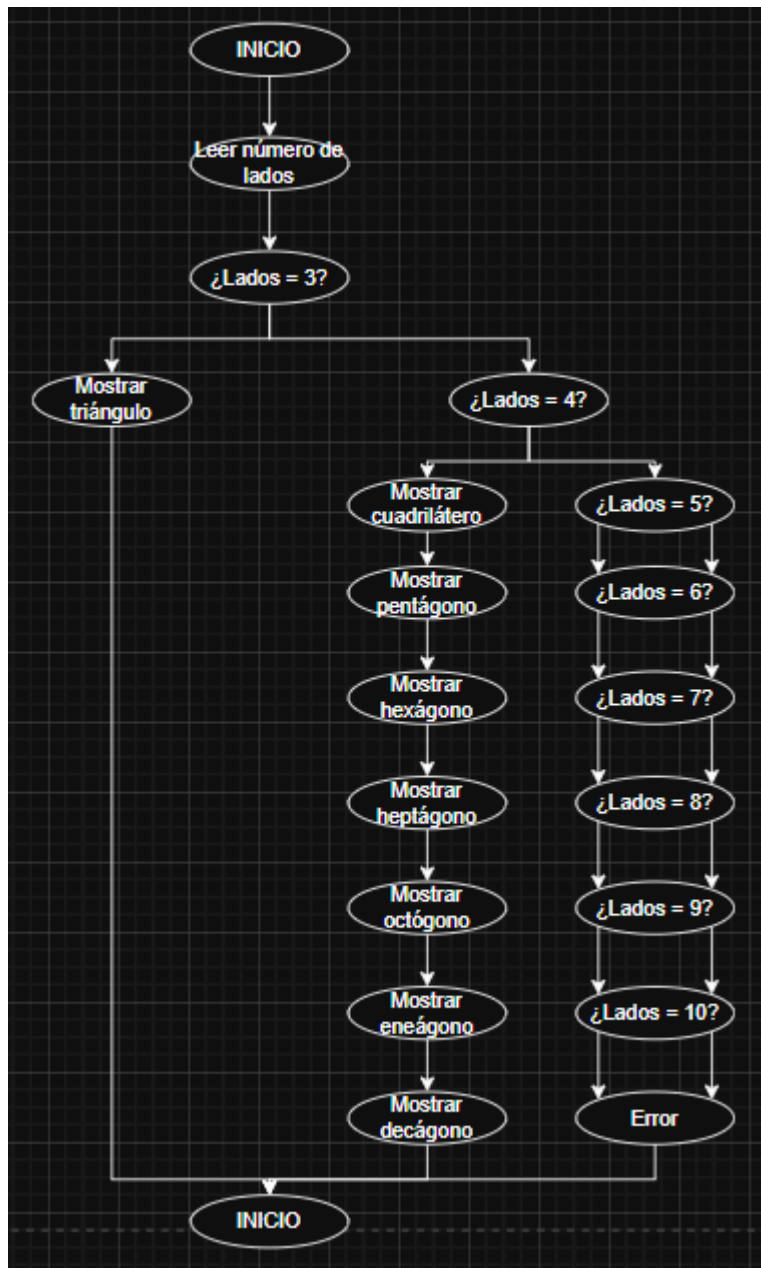 INICIO
Leer número de
lados
¿Lados = 3?
Mostrar
triángulo
¿Lados = 4?
Mostrar
cuadrilátero
¿Lados = 5?
Mostrar
pentágono
¿Lados = 6?
Mostrar
hexágono
¿Lados = 7?
Mostrar
heptágono
¿Lados = 8?
Mostrar
octógono
¿Lados = 9?
Mostrar
eneágono
¿Lados = 10?
Mostrar
decágono
Error
INICIO